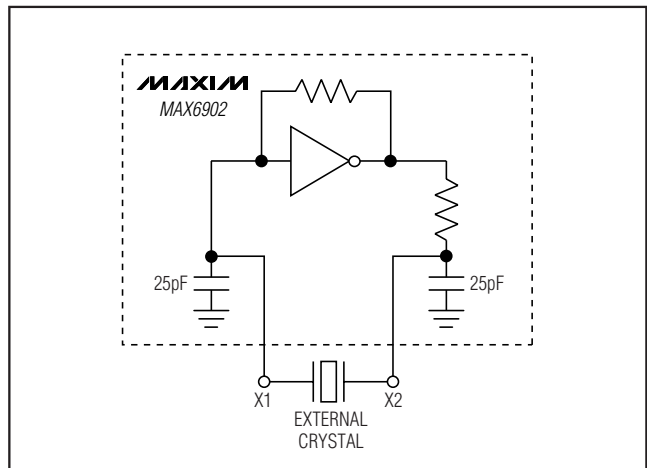 MAXIM
MAX6902
25pF
25pF
X1
X2
EXTERNAL
CRYSTAL